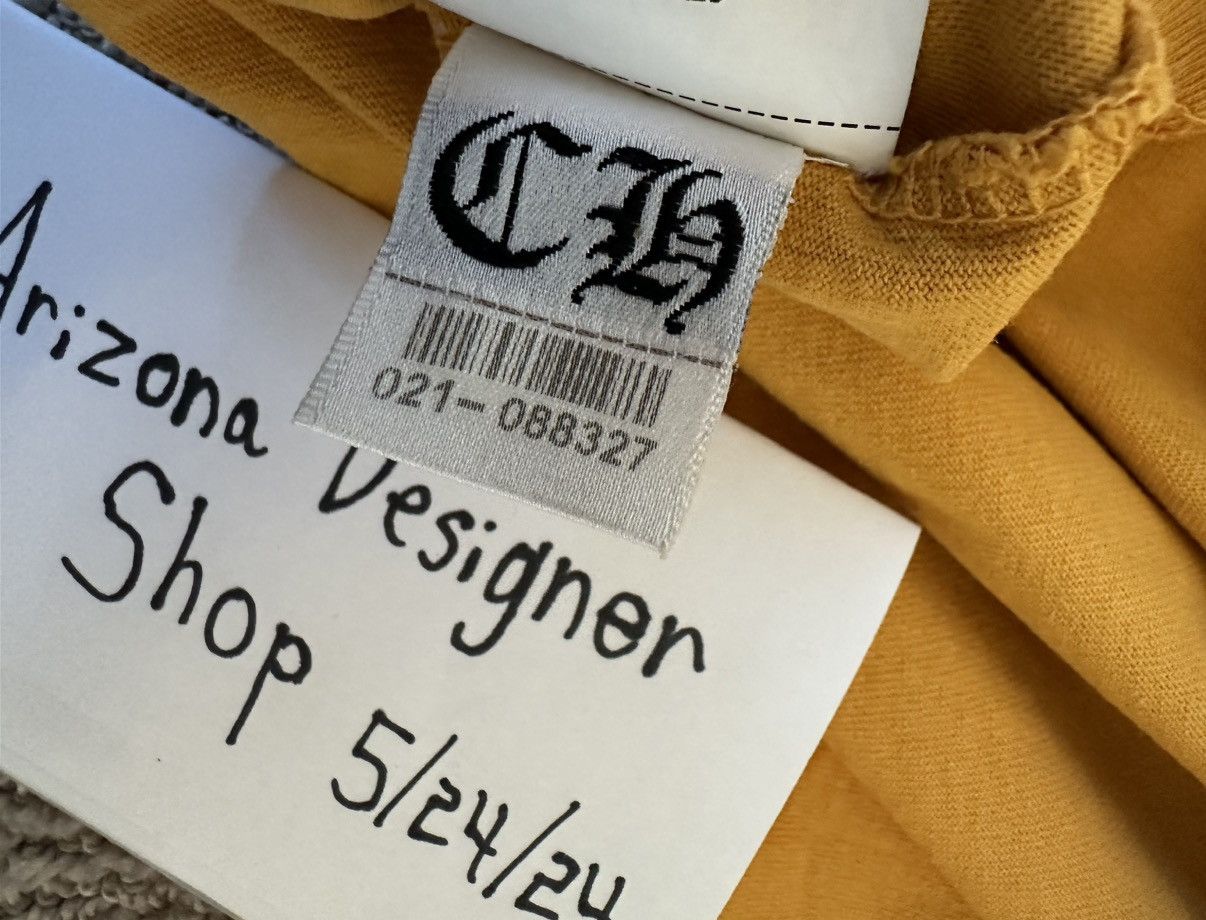 CH
021-088327
Arizona Designer
Shop 5/24/24